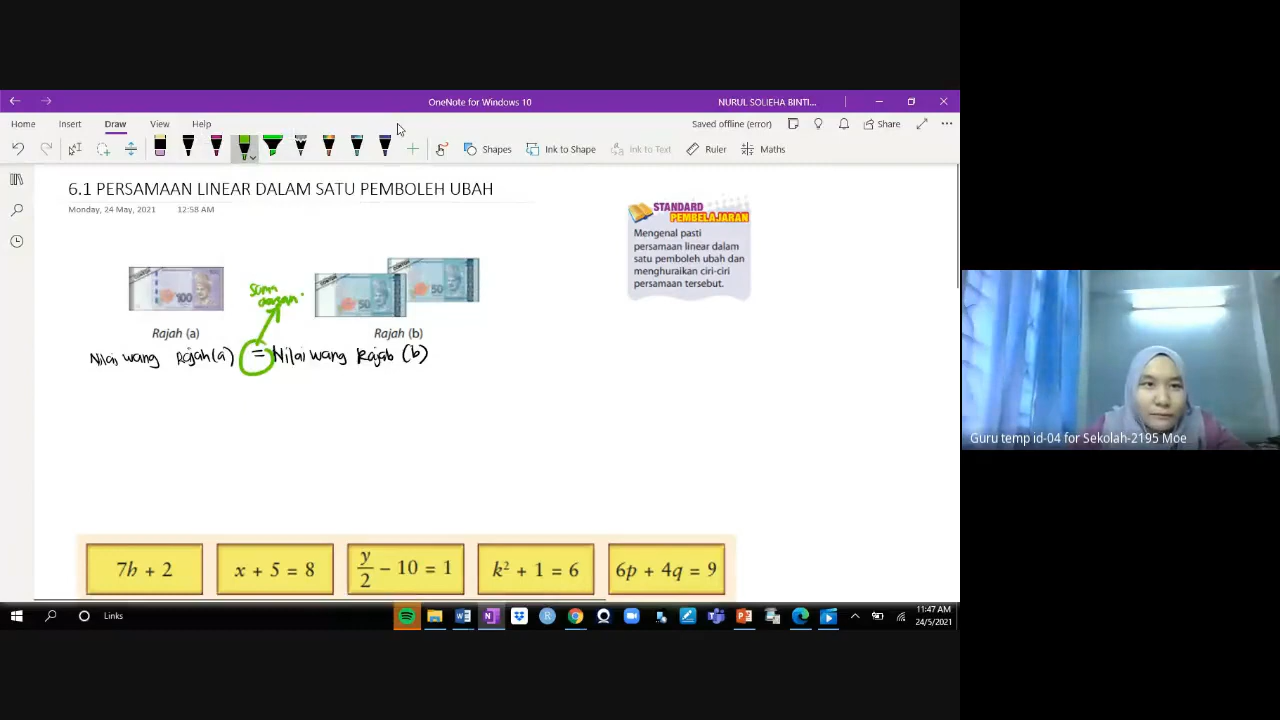 OneNote for Windows 10
NURUL SOLIEHA BINTI...
Home Insert Draw View Help
Saved offline (error)
Share
Shapes
Ink to Shape
Ink to Text
Ruler
Maths
6.1 PERSAMAAN LINEAR DALAM SATU PEMBOLEH UBAH
Monday, 24 May, 2021 12:58 AM
STANDARD
PEMBELAJARAN
Mengenal pasti
persamaan linear dalam
satu pemboleh ubah dan
menghuraikan ciri-ciri
persamaan tersebut.
100
50
50
sama
dengan
Rajah (a)
Rajah (b)
Nilai wang Rajah (a) = Nilai wang Rajah (b)
7h + 2
x + 5 = 8
y/2 − 10 = 1
k² + 1 = 6
6p + 4q = 9
Guru temp id-04 for Sekolah-2195 Moe
Links
11:47 AM
24/5/2021